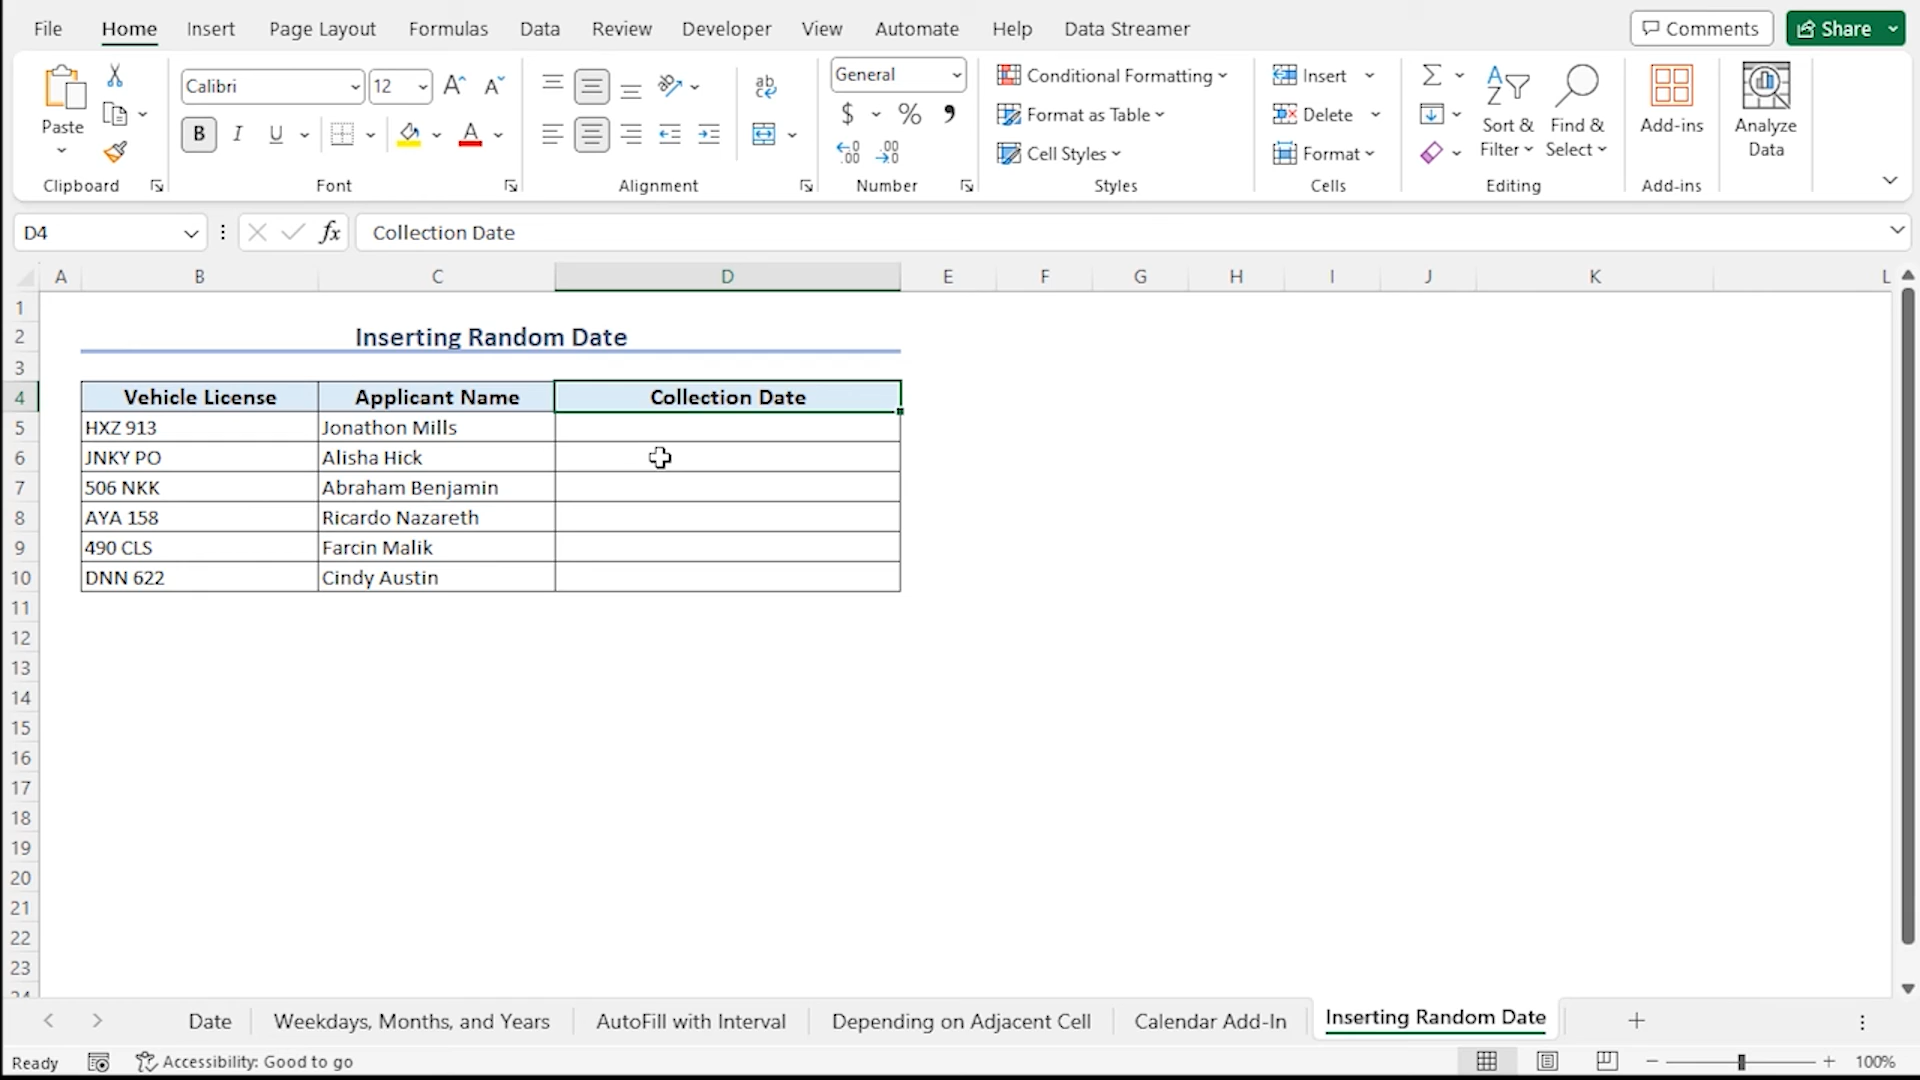 File Home Insert Page Layout Formulas Data Review Developer View Automate Help Data Streamer Comments Share
Paste
Clipboard
Calibri 12
B I U A
Font
ab
Alignment
General
$ % 9
Number
Conditional Formatting
Format as Table
Cell Styles
Styles
Insert
Delete
Format
Cells
Sort & Filter
Find & Select
Editing
Add-ins
Add-ins
Analyze Data
D4 fx Collection Date
A B C D E F G H I J K L
1
2 Inserting Random Date
3
4 Vehicle License Applicant Name Collection Date
5 HXZ 913 Jonathon Mills
6 JNKY PO Alisha Hick
7 506 NKK Abraham Benjamin
8 AYA 158 Ricardo Nazareth
9 490 CLS Farcin Malik
10 DNN 622 Cindy Austin
11
12
13
14
15
16
17
18
19
20
21
22
23
24
Date Weekdays, Months, and Years AutoFill with Interval Depending on Adjacent Cell Calendar Add-In Inserting Random Date
Ready Accessibility: Good to go 100%